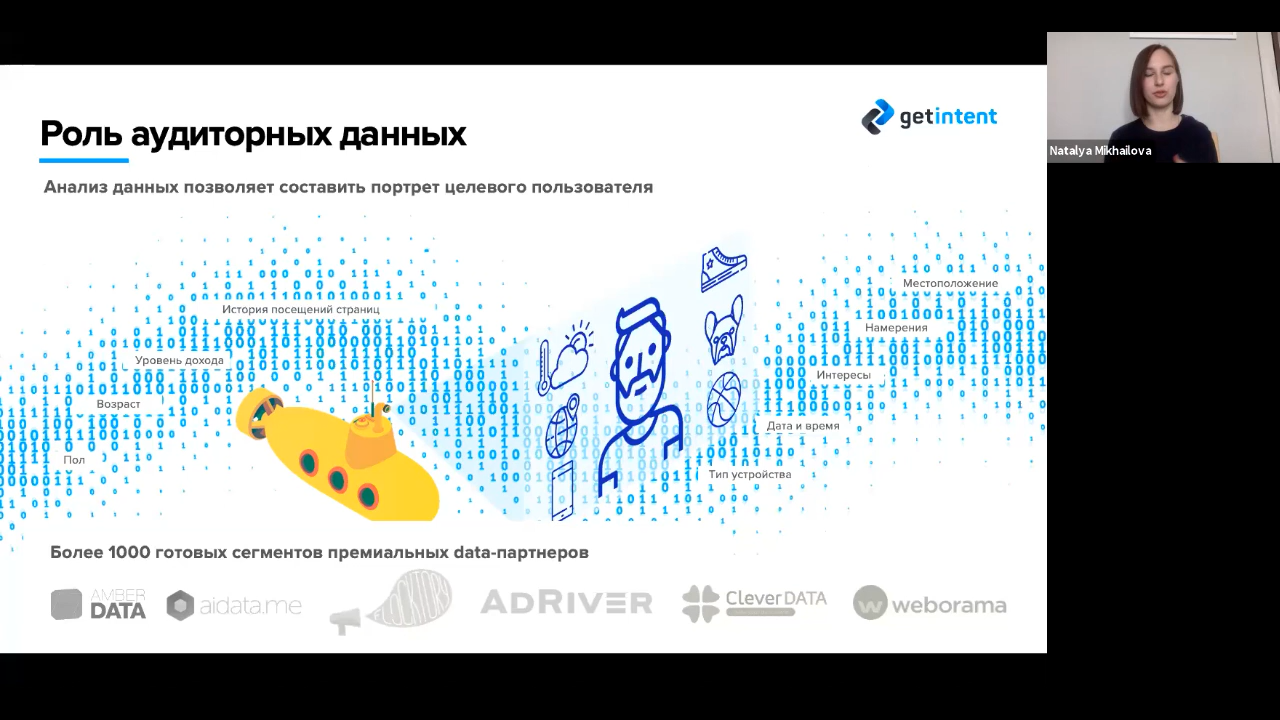 Роль аудиторных данных
getintent
Natalya Mikhailova
Анализ данных позволяет составить портрет целевого пользователя
История посещений страниц
Уровень дохода
Возраст
Пол
Местоположение
Намерения
Интересы
Дата и время
Тип устройства
Более 1000 готовых сегментов премиальных data-партнеров
AMBER
DATA
aidata.me
FLOCKTORY
ADRIVER
CleverDATA
weborama